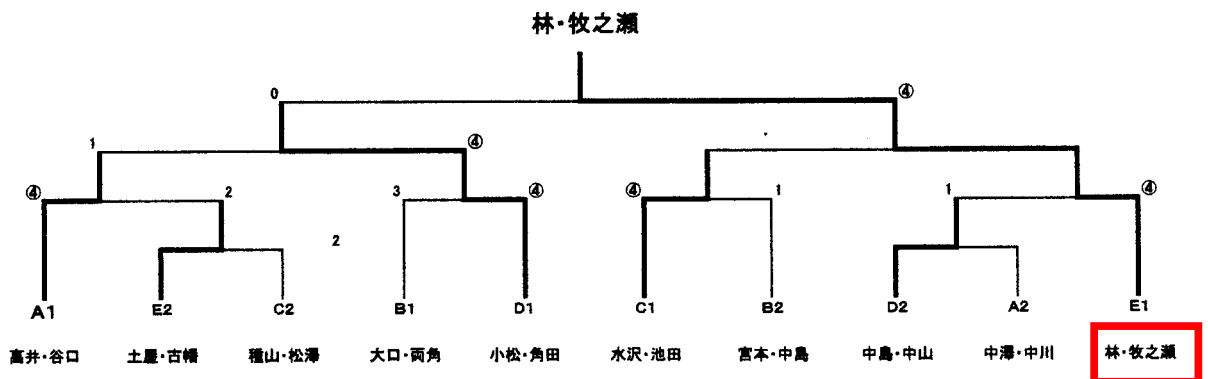 林・牧之瀬
0 ④
1 ④
④ 2 3 ④ ④ 1 1 ④
2
A1 E2 C2 B1 D1 C1 B2 D2 A2 E1
高井・谷口 土屋・古幡 種山・松澤 大口・両角 小松・角田 水沢・池田 宮本・中島 中島・中山 中澤・中川 林・牧之瀬